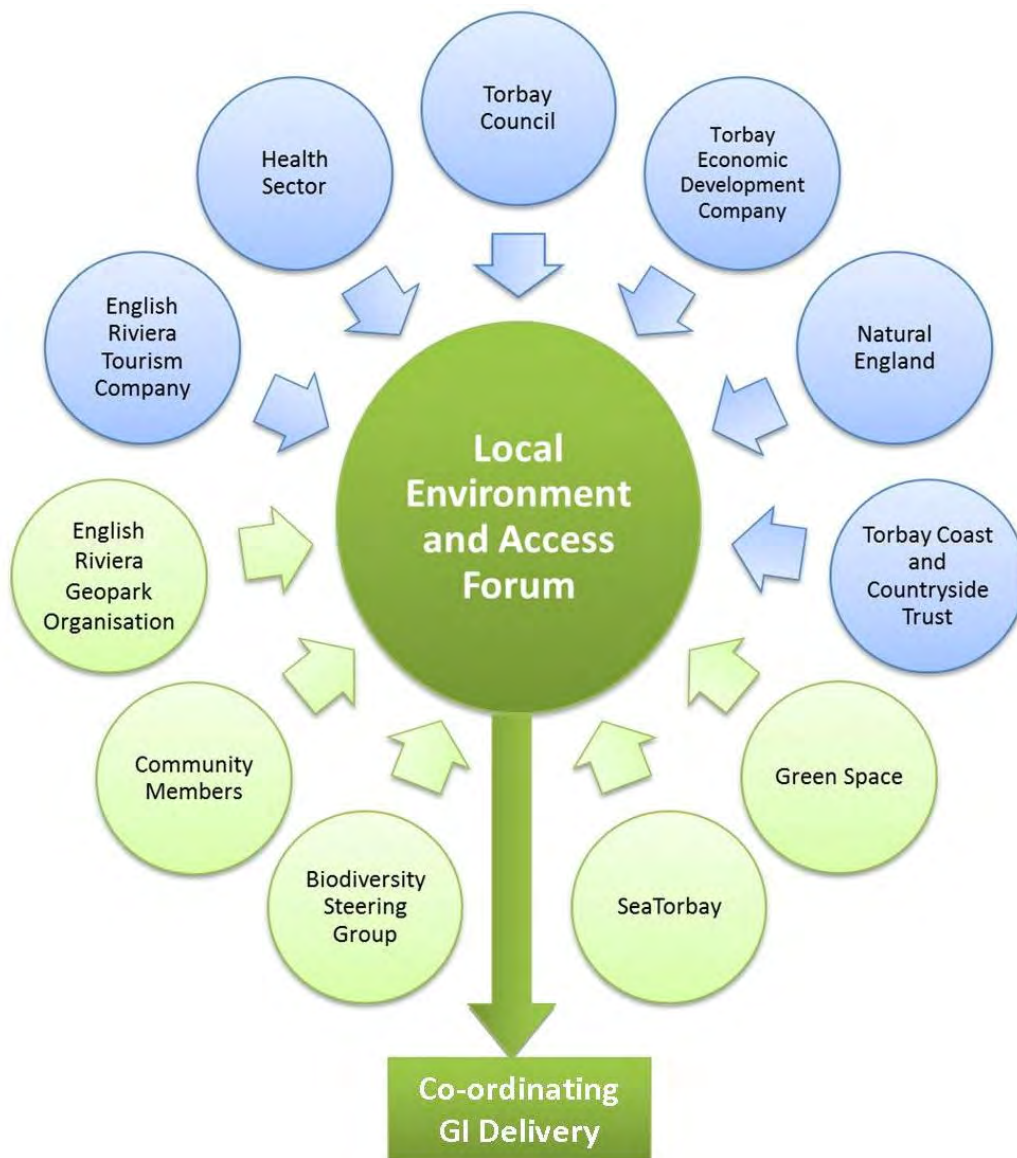 Torbay
Council
Health
Sector
Torbay
Economic
Development
Company
English
Riviera
Tourism
Company
Natural
England
Local
Environment
and Access
Forum
English
Riviera
Geopark
Organisation
Torbay Coast
and
Countryside
Trust
Community
Members
Green Space
Biodiversity
Steering
Group
SeaTorbay
Co-ordinating
GI Delivery